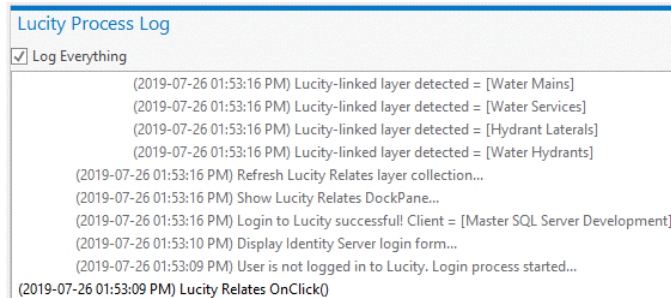 Lucity Process Log
Log Everything
(2019-07-26 01:53:16 PM) Lucity-linked layer detected = [Water Mains]
(2019-07-26 01:53:16 PM) Lucity-linked layer detected = [Water Services]
(2019-07-26 01:53:16 PM) Lucity-linked layer detected = [Hydrant Laterals]
(2019-07-26 01:53:16 PM) Lucity-linked layer detected = [Water Hydrants]
(2019-07-26 01:53:16 PM) Refresh Lucity Relates layer collection...
(2019-07-26 01:53:16 PM) Show Lucity Relates DockPane...
(2019-07-26 01:53:16 PM) Login to Lucity successful! Client = [Master SQL Server Development]
(2019-07-26 01:53:10 PM) Display Identity Server login form...
(2019-07-26 01:53:09 PM) User is not logged in to Lucity. Login process started...
(2019-07-26 01:53:09 PM) Lucity Relates OnClick()